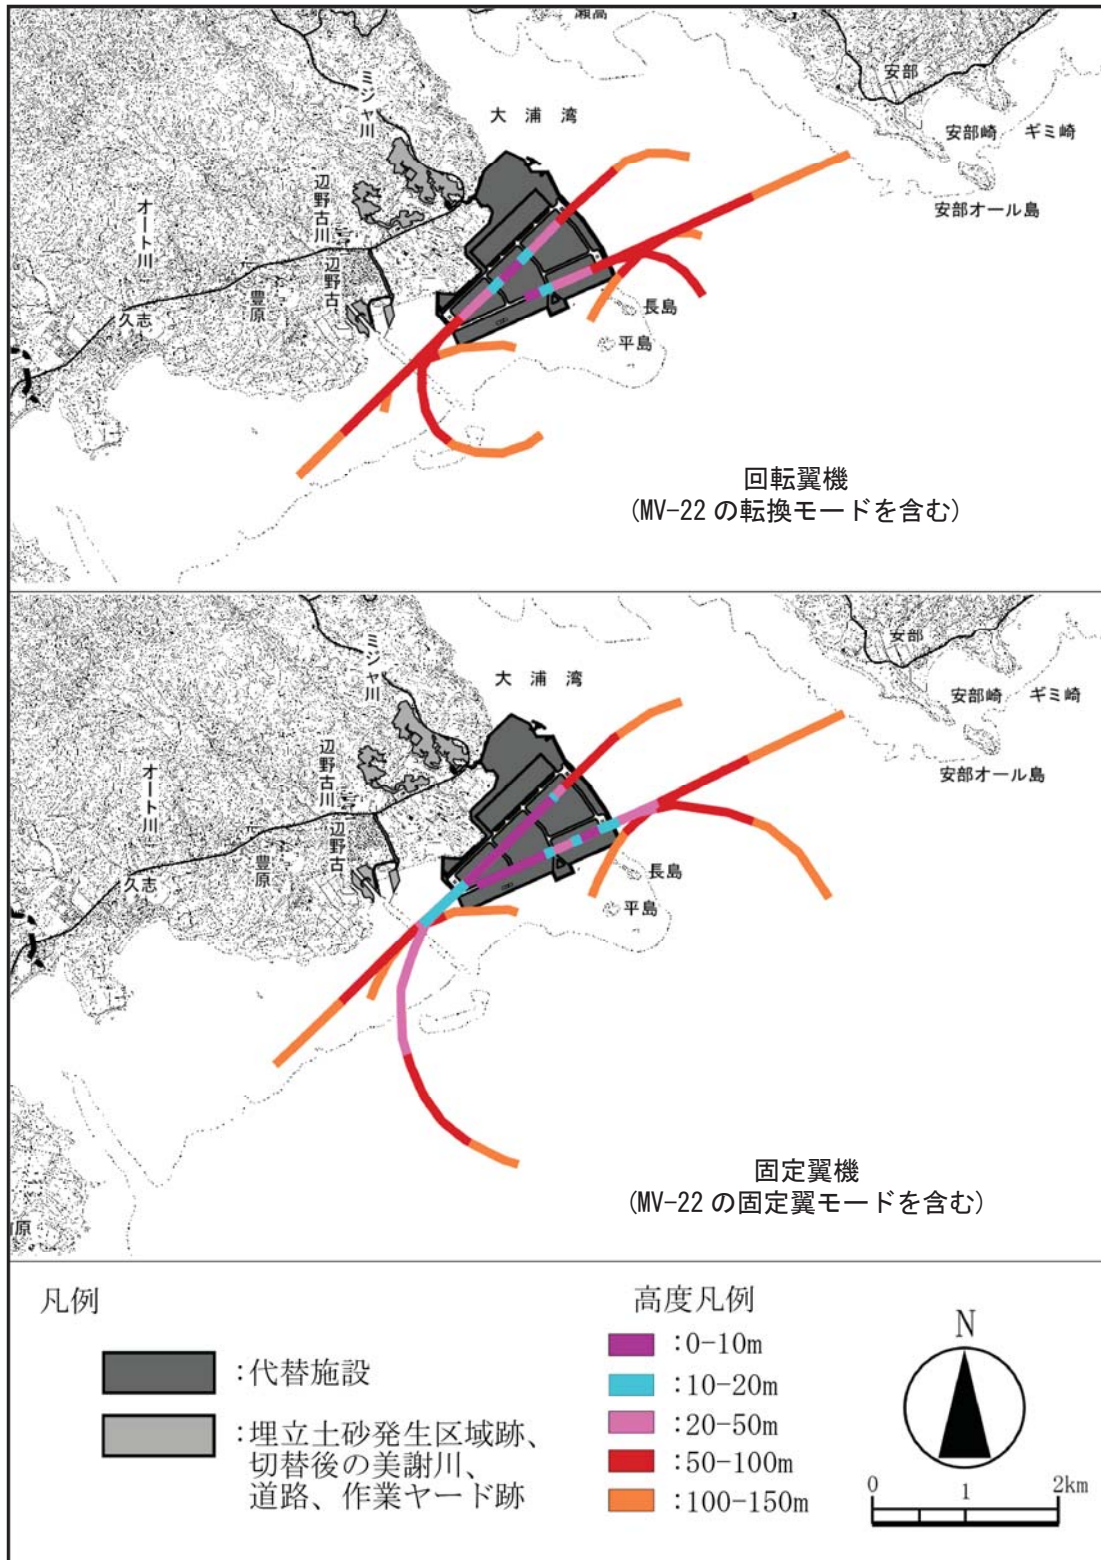 瀬嵩
安部
ミジャ川
大浦湾
安部崎
ギミ崎
安部オール島
辺野古川
オート川
辺野古
豊原
久志
長島
平島
回転翼機
(MV-22 の転換モードを含む)
安部
ミジャ川
大浦湾
安部崎
ギミ崎
安部オール島
辺野古川
オート川
辺野古
豊原
久志
長島
平島
固定翼機
(MV-22 の固定翼モードを含む)
原
凡例
:代替施設
:埋立土砂発生区域跡、
切替後の美謝川、
道路、作業ヤード跡
高度凡例
:0-10m
:10-20m
:20-50m
:50-100m
:100-150m
N
0 1 2km